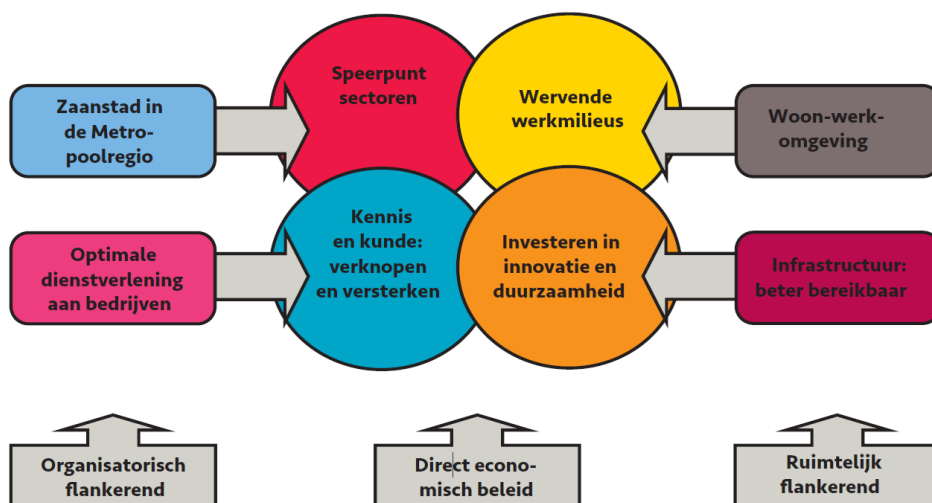 Speerpunt
sectoren
Wervende
werkmilieus
Zaanstad in
de Metro-
poolregio
Woon-werk-
omgeving
Kennis
en kunde:
verknopen
en versterken
Investeren in
innovatie en
duurzaamheid
Optimale
dienstverlening
aan bedrijven
Infrastructuur:
beter bereikbaar
Organisatorisch
flankerend
Direct econo-
misch beleid
Ruimtelijk
flankerend